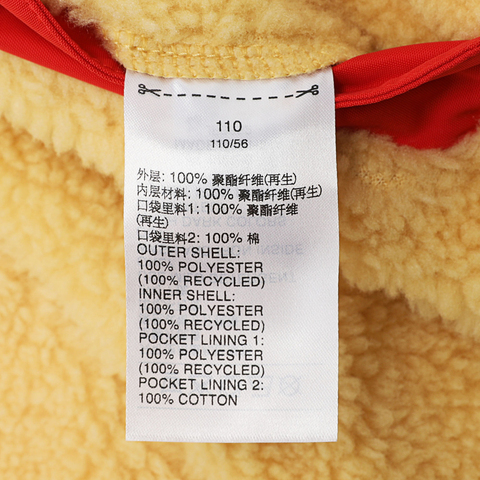 110
110/56
外层: 100% 聚酯纤维(再生)
内层材料: 100% 聚酯纤维(再生)
口袋里料1: 100% 聚酯纤维
(再生)
口袋里料2: 100% 棉
OUTER SHELL:
100% POLYESTER
(100% RECYCLED)
INNER SHELL:
100% POLYESTER
(100% RECYCLED)
POCKET LINING 1:
100% POLYESTER
(100% RECYCLED)
POCKET LINING 2:
100% COTTON